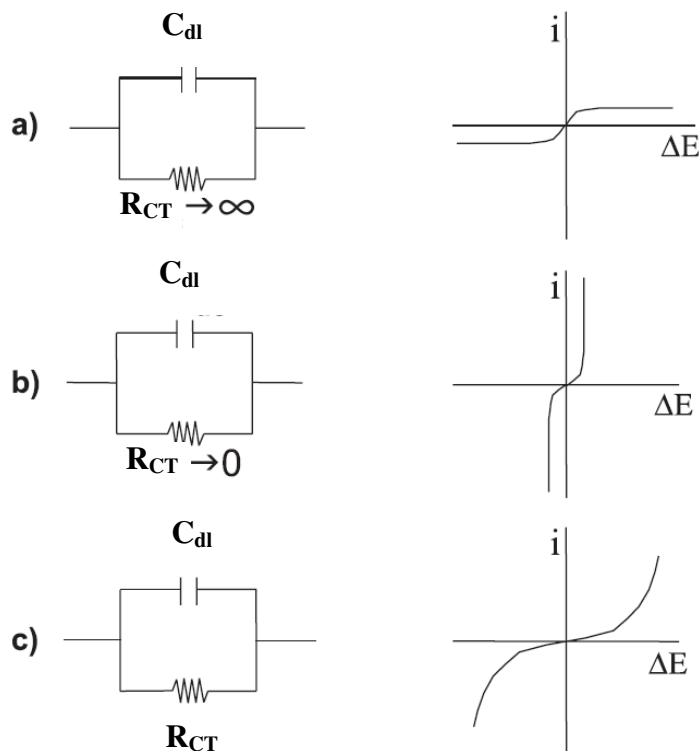 C_dl
i
a)
ΔE
R_CT → ∞
C_dl
i
b)
ΔE
R_CT → 0
C_dl
i
c)
ΔE
R_CT